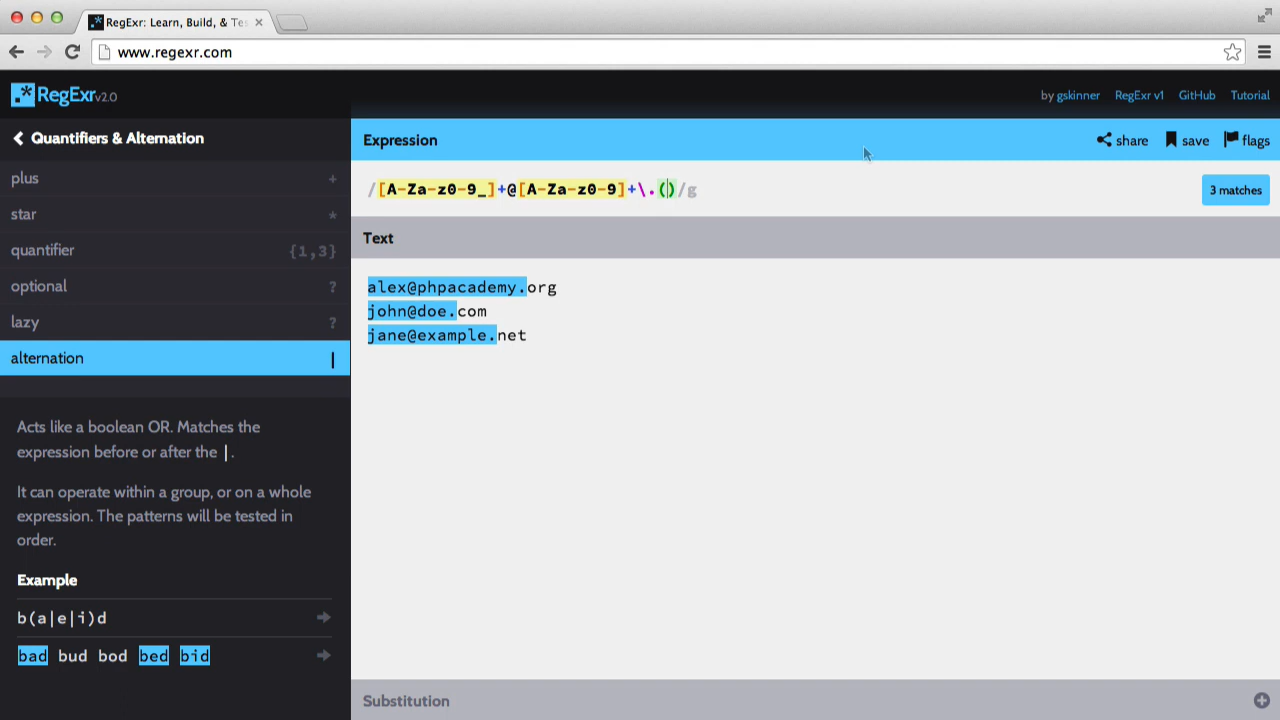 RegExr: Learn, Build, & Tes
www.regexr.com
.* RegExr v2.0
by gskinner RegExr v1 GitHub Tutorial
Quantifiers & Alternation
plus +
star *
quantifier {1,3}
optional ?
lazy ?
alternation |
Acts like a boolean OR. Matches the
expression before or after the |.
It can operate within a group, or on a whole
expression. The patterns will be tested in
order.
Example
b(a|e|i)d
bad bud bod bed bid
Expression
share save flags
/[A-Za-z0-9_]+@[A-Za-z0-9]+\.()/g
3 matches
Text
alex@phpacademy.org
john@doe.com
jane@example.net
Substitution